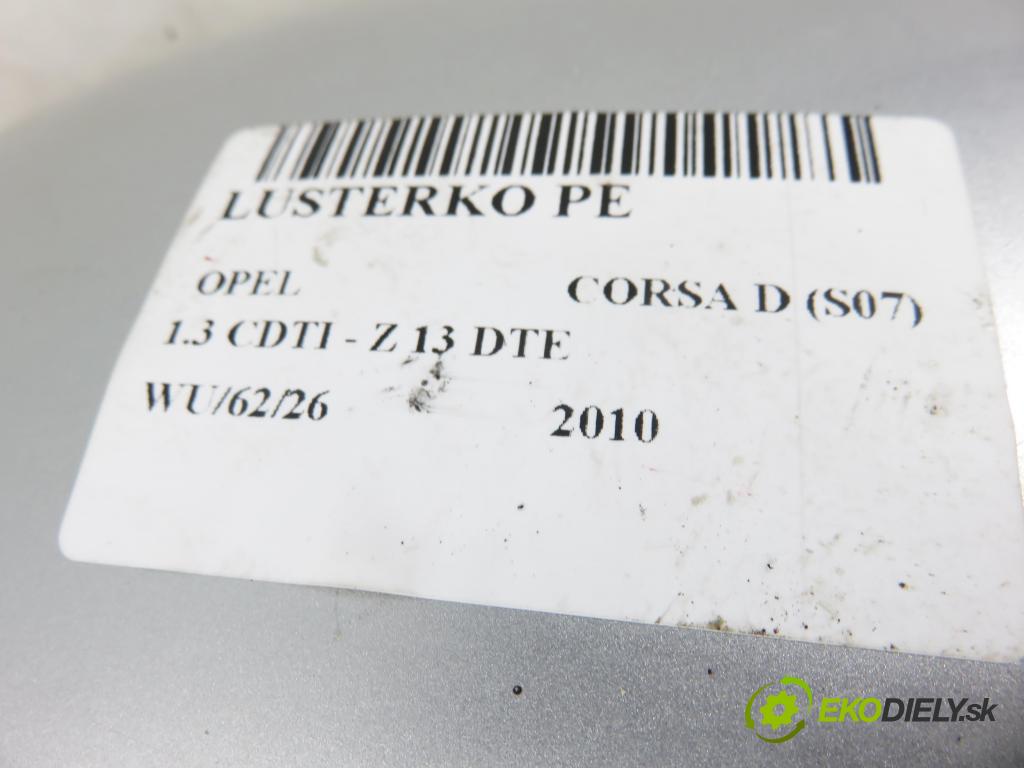 LUSTERKO PE
OPEL CORSA D (S07)
1.3 CDTI - Z 13 DTE
WU/62/26 2010
EKODIELY.sk